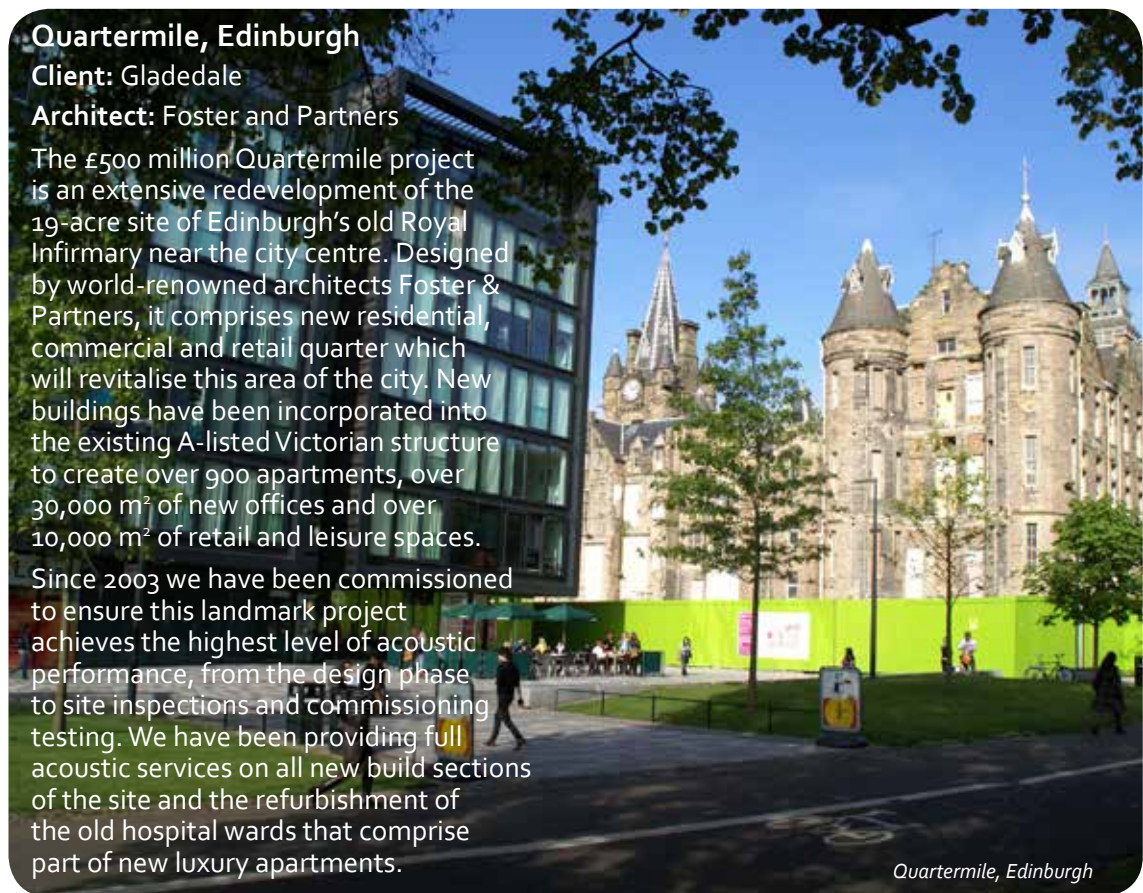 Quartermile, Edinburgh
Client: Gladedale
Architect: Foster and Partners
The £500 million Quartermile project
is an extensive redevelopment of the
19-acre site of Edinburgh's old Royal
Infirmary near the city centre. Designed
by world-renowned architects Foster &
Partners, it comprises new residential,
commercial and retail quarter which
will revitalise this area of the city. New
buildings have been incorporated into
the existing A-listed Victorian structure
to create over 900 apartments, over
30,000 m² of new offices and over
10,000 m² of retail and leisure spaces.
Since 2003 we have been commissioned
to ensure this landmark project
achieves the highest level of acoustic
performance, from the design phase
to site inspections and commissioning
testing. We have been providing full
acoustic services on all new build sections
of the site and the refurbishment of
the old hospital wards that comprise
part of new luxury apartments.
Quartermile, Edinburgh